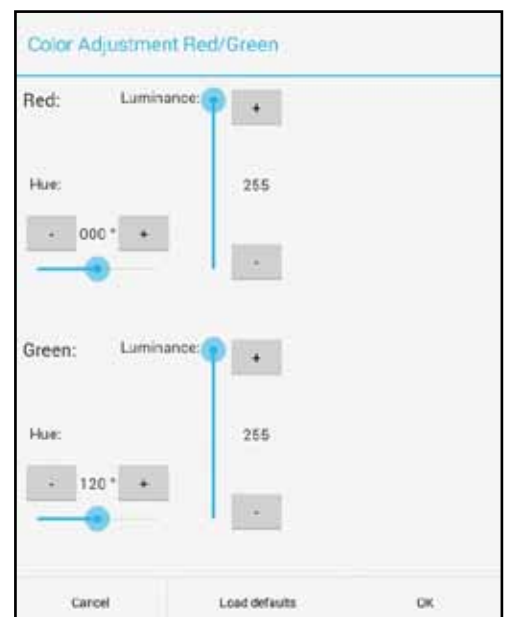 Color Adjustment Red/Green
Red: Luminance: +
Hue: 255
- 000 ° +
-
Green: Luminance: +
Hue: 255
- 120 ° +
-
Cancel Load defaults OK